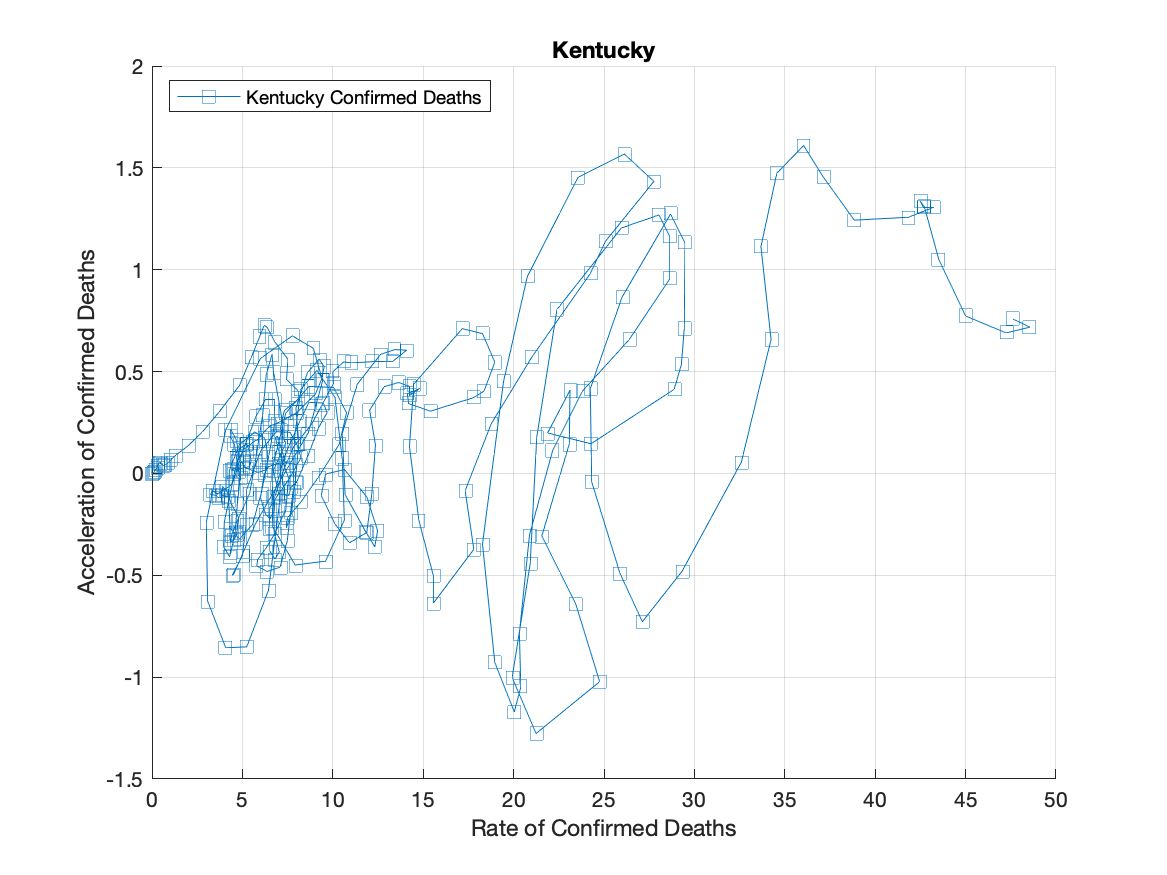 Kentucky
Kentucky Confirmed Deaths
Acceleration of Confirmed Deaths
2
1.5
1
0.5
0
-0.5
-1
-1.5
0 5 10 15 20 25 30 35 40 45 50
Rate of Confirmed Deaths